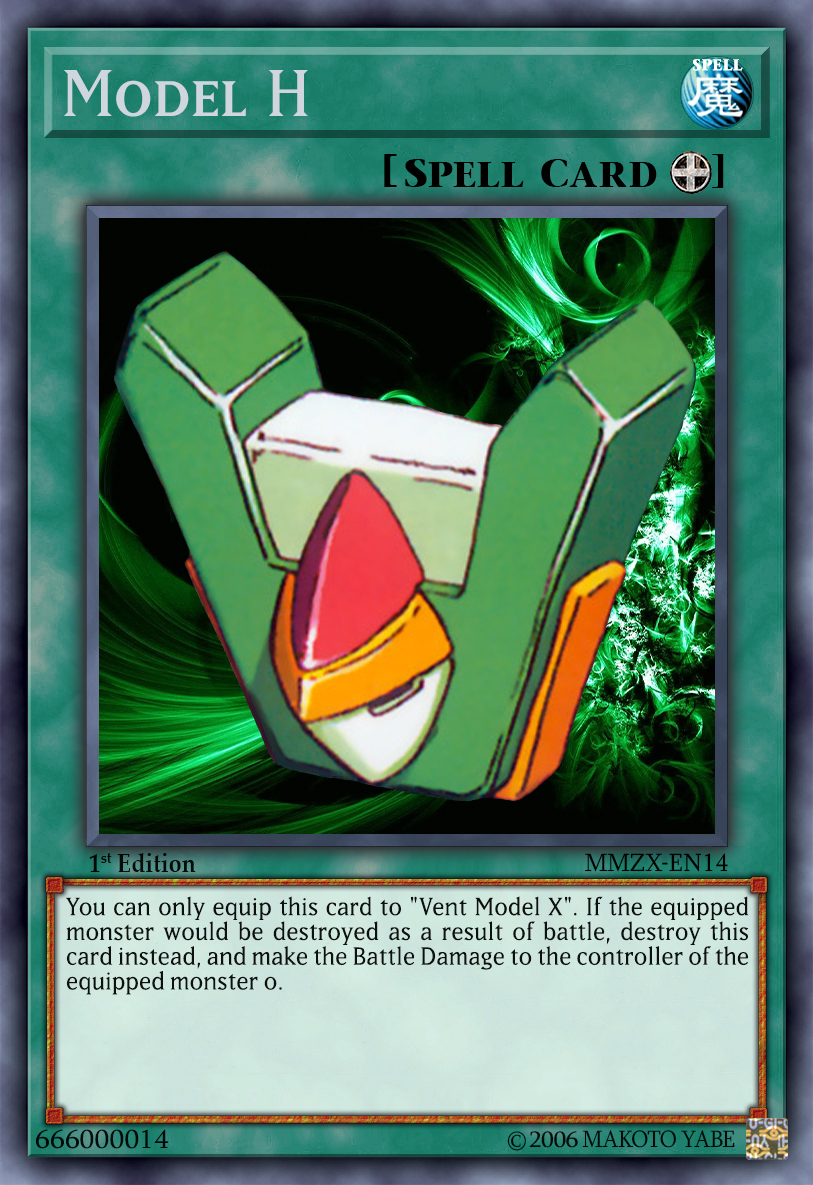 MODEL H
SPELL
魔
[SPELL CARD ]
1st Edition
MMZX-EN14
You can only equip this card to "Vent Model X". If the equipped
monster would be destroyed as a result of battle, destroy this
card instead, and make the Battle Damage to the controller of the
equipped monster o.
666000014
©2006 MAKOTO YABE